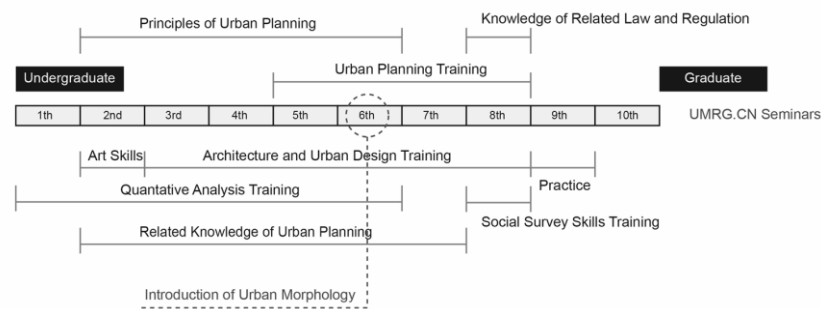 Principles of Urban Planning
Knowledge of Related Law and Regulation
Undergraduate
Urban Planning Training
Graduate
1th 2nd 3rd 4th 5th 6th 7th 8th 9th 10th UMRG.CN Seminars
Art Skills Architecture and Urban Design Training
Quantative Analysis Training
Practice
Social Survey Skills Training
Related Knowledge of Urban Planning
Introduction of Urban Morphology